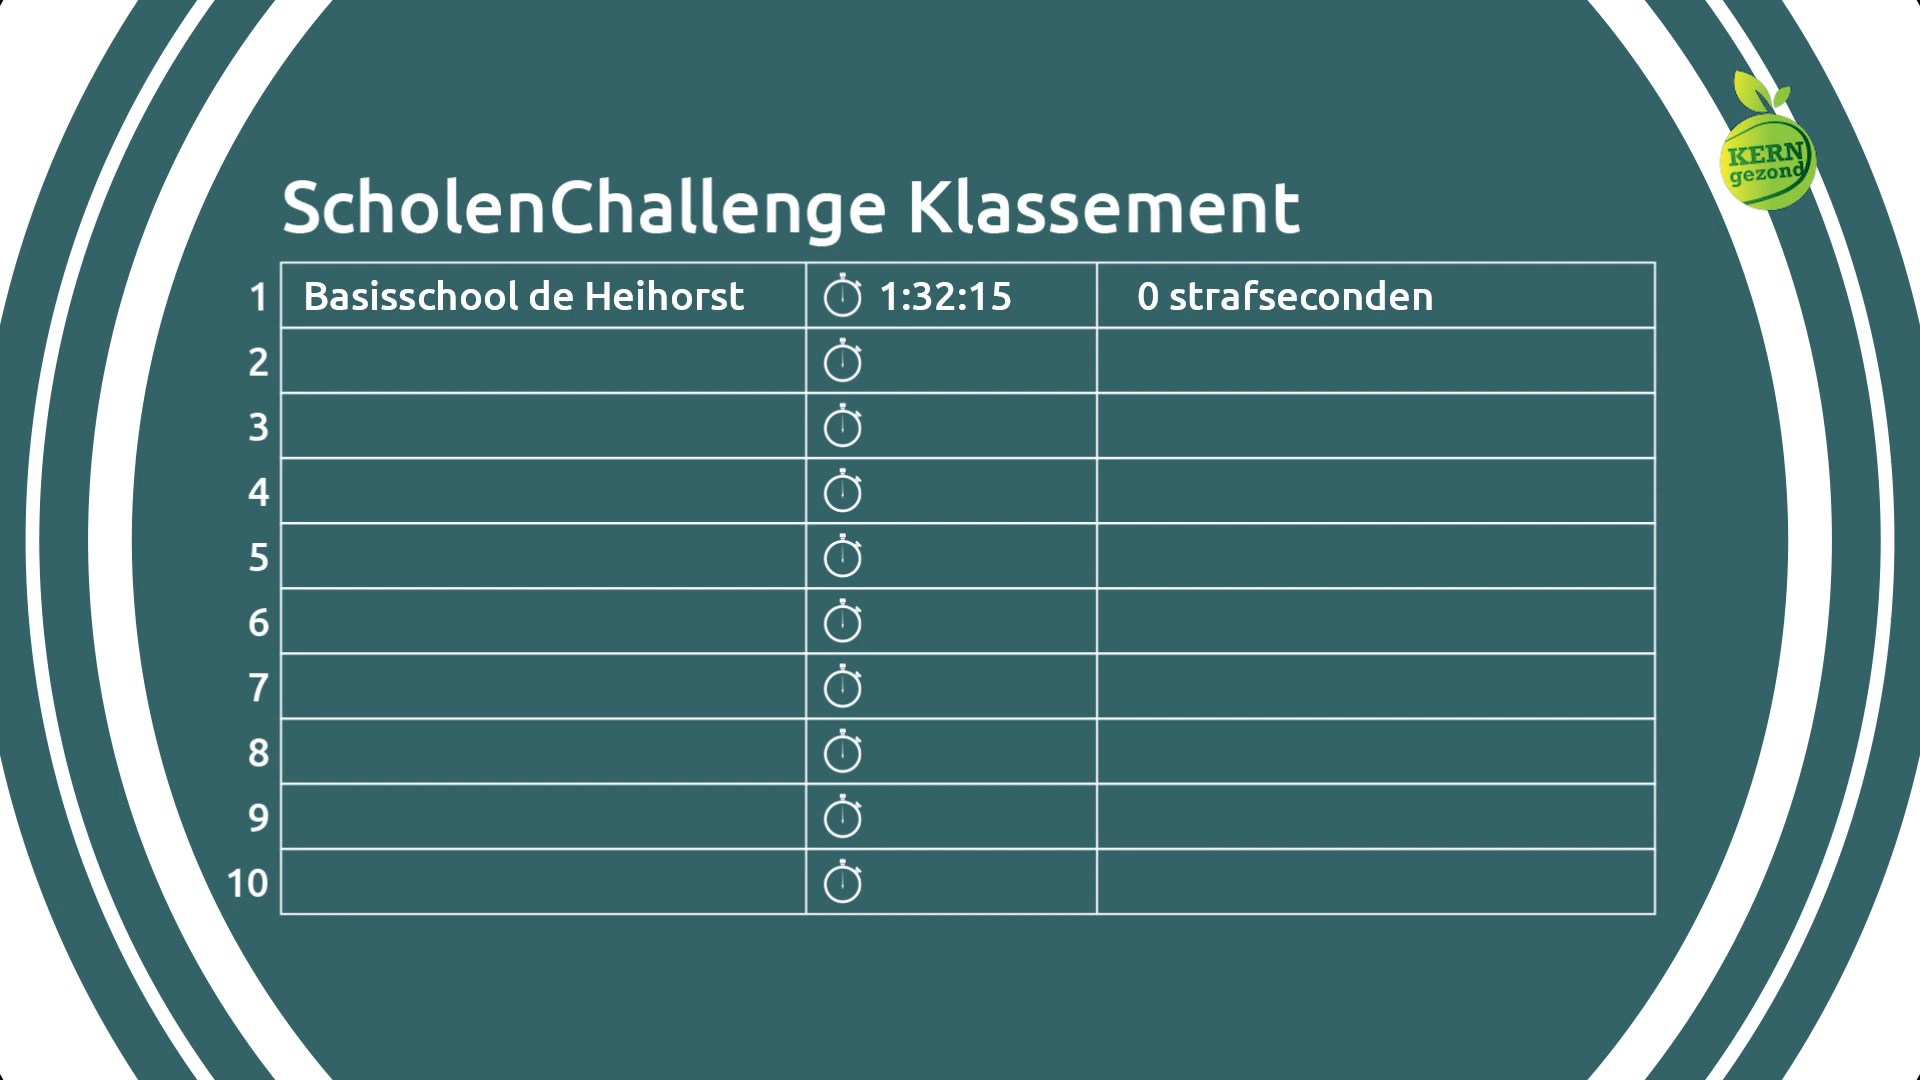 KERN
gezond
ScholenChallenge Klassement
1 Basisschool de Heihorst 1:32:15 0 strafseconden
2
3
4
5
6
7
8
9
10